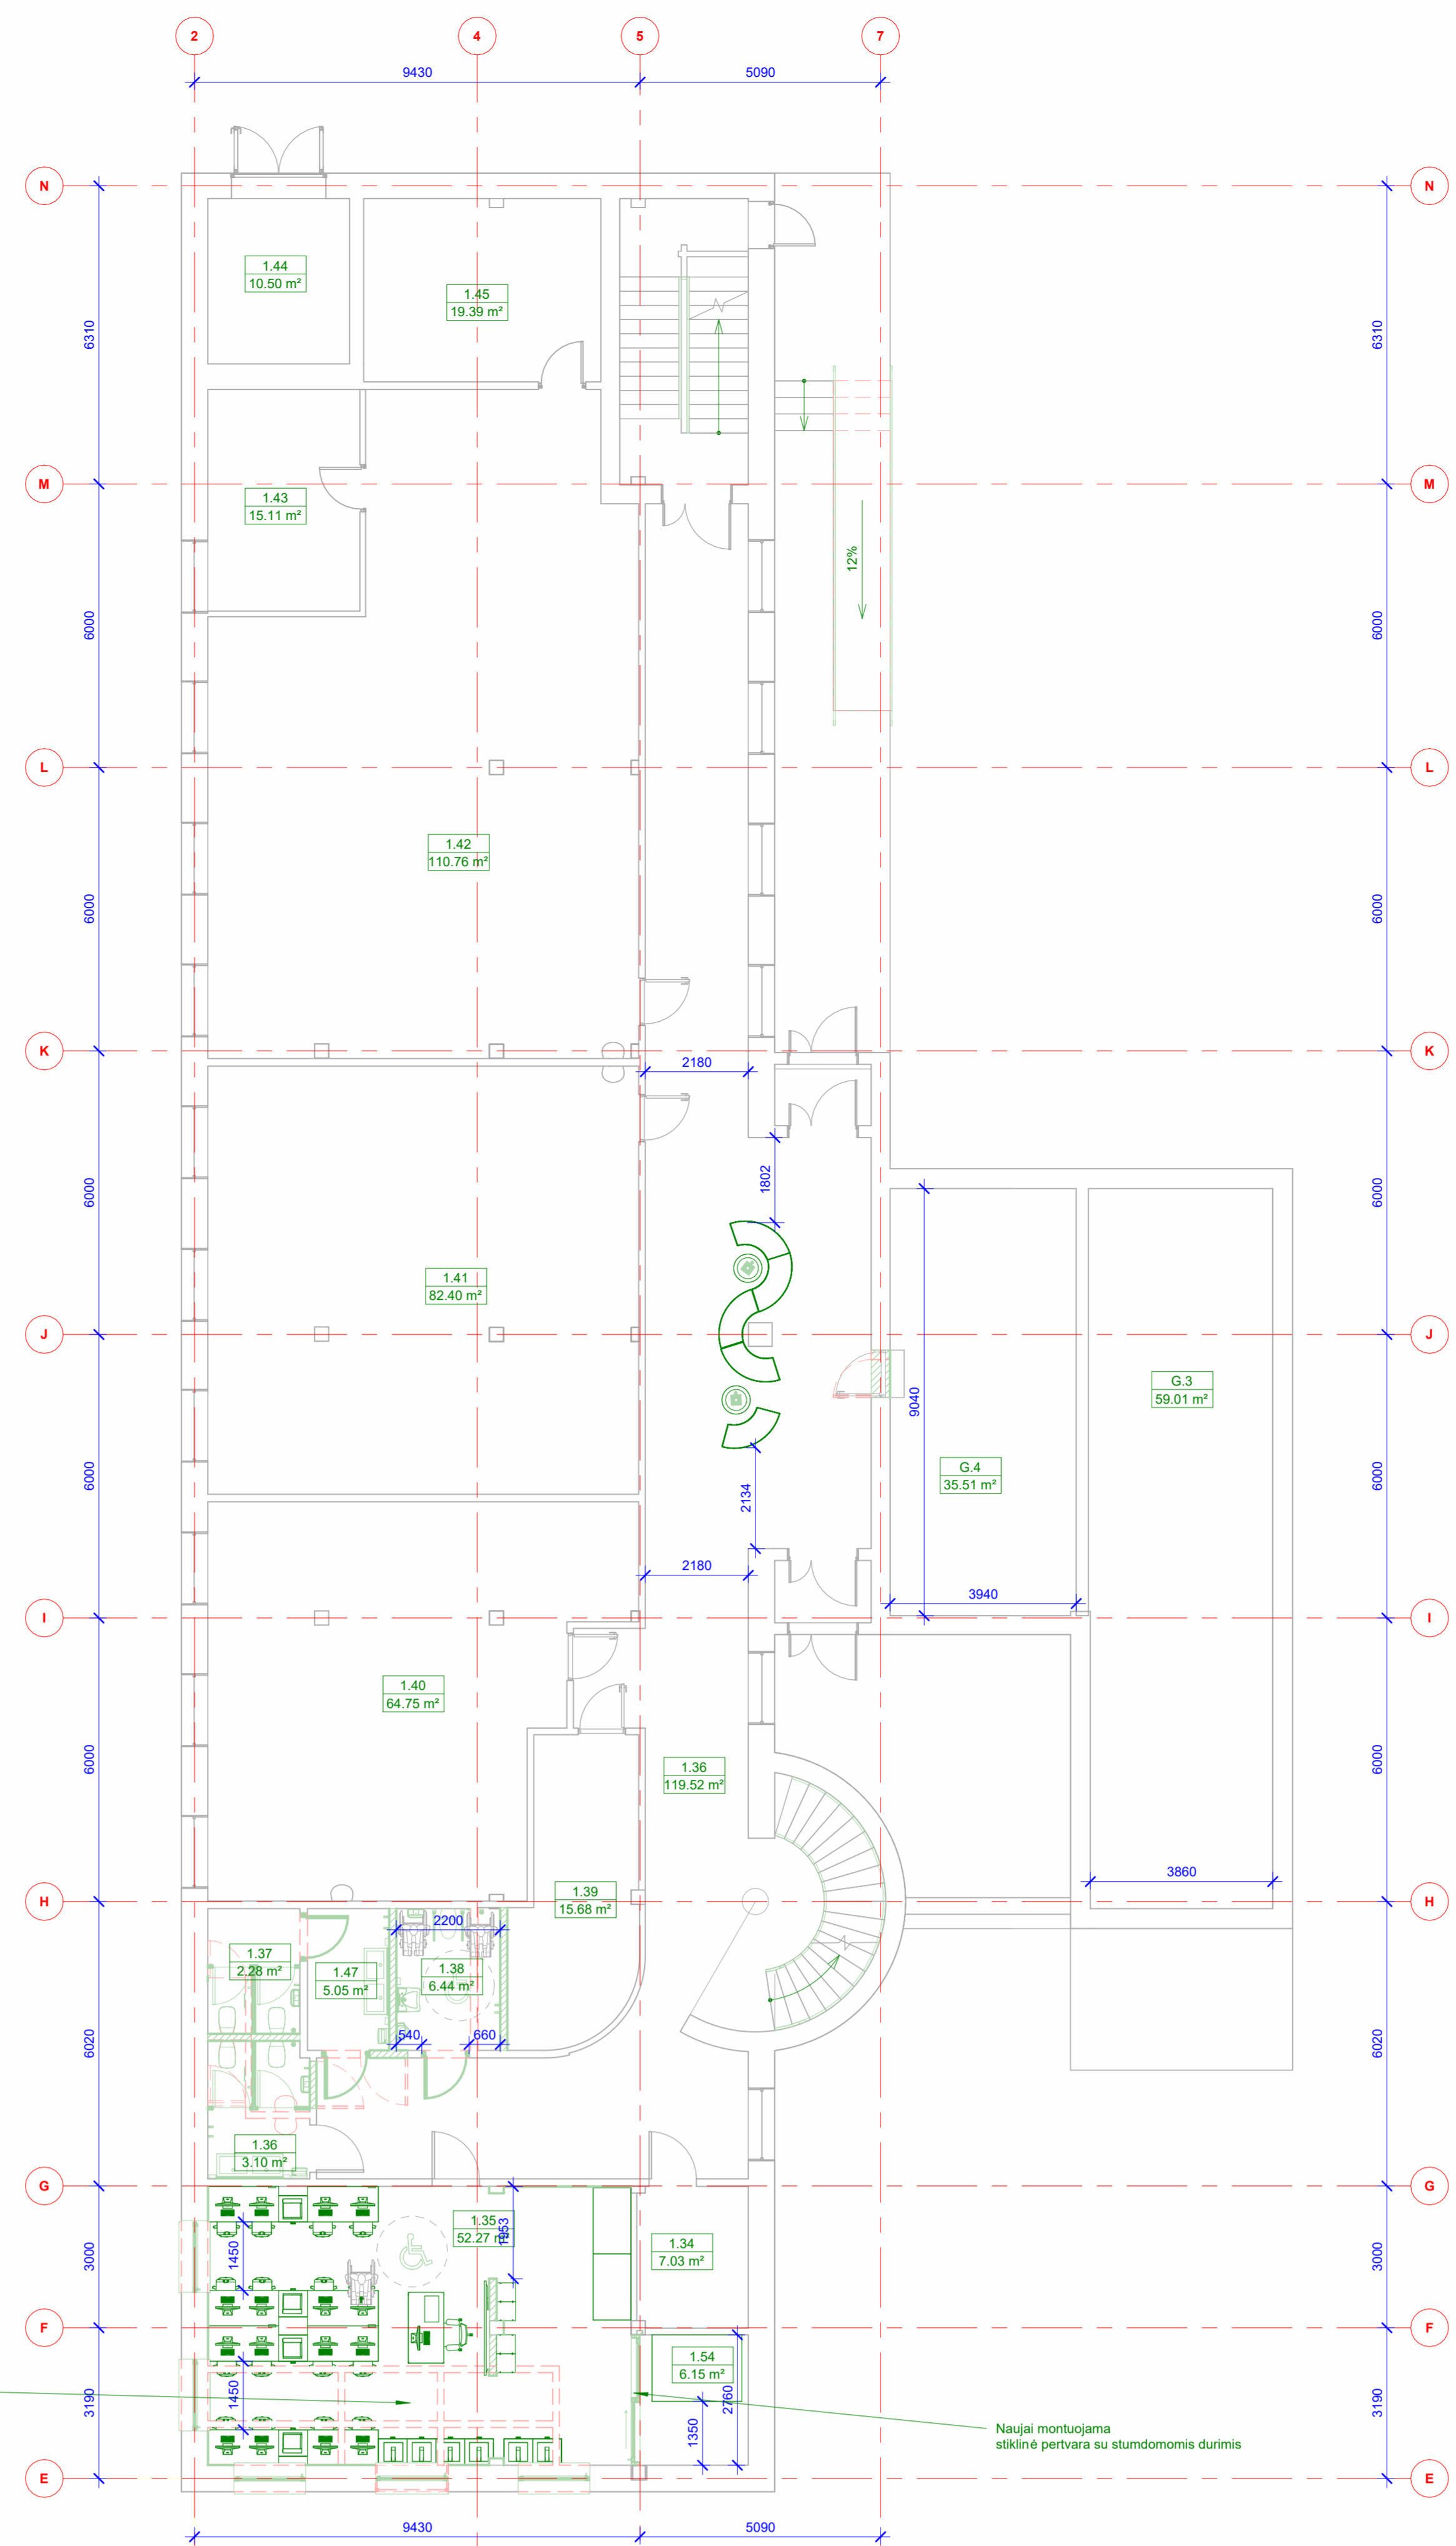 2 4 5 7
9430 5090
N N
1.44
10.50 m²
1.45
19.39 m²
6310 6310
M M
1.43
15.11 m²
12%
6000 6000
L L
1.42
110.76 m²
6000 6000
K K
2180
1802
6000 6000
1.41
82.40 m²
J J
G.3
59.01 m²
9040
G.4
35.51 m²
6000 6000
2134
2180
3940
I I
1.40
64.75 m²
1.36
119.52 m²
6000 6000
3860
1.39
15.68 m²
H H
2200
1.37
2.28 m²
1.47
5.05 m²
1.38
6.44 m²
540 660
6020 6020
1.36
3.10 m²
G G
1.35
52.27 m²
1953
1.34
7.03 m²
1450
3000 3000
F F
1.54
6.15 m²
2760
1450
1350
3190 3190
Naujai montuojama
stiklinė pertvara su stumdomomis durimis
E E
9430 5090